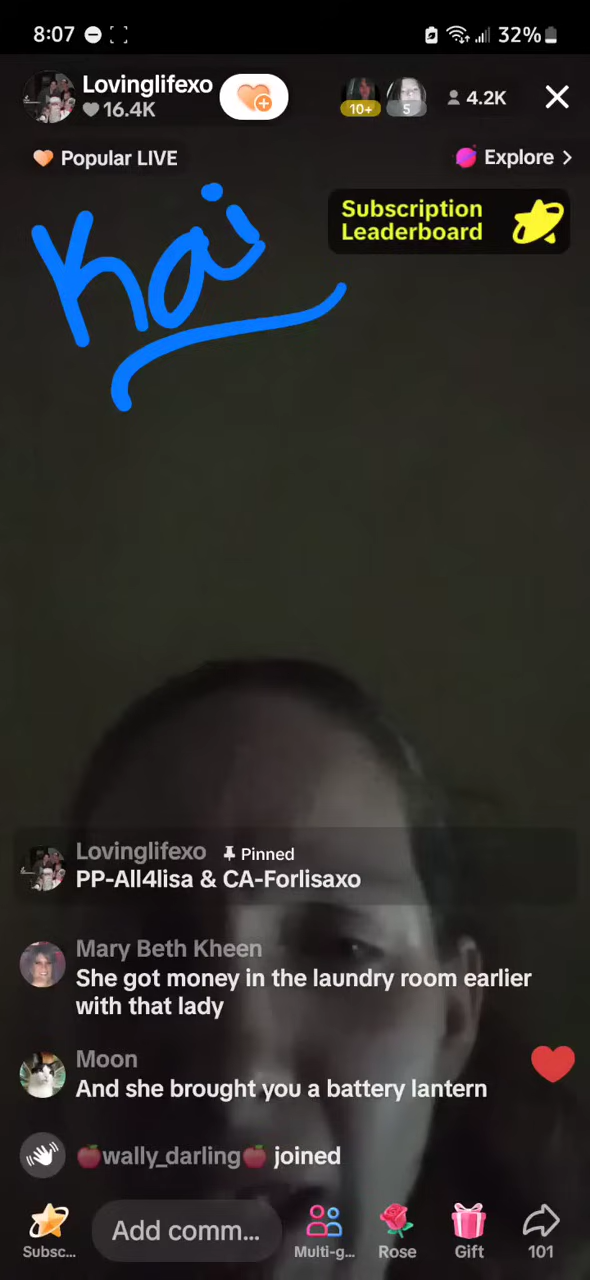 8:07
32%
Lovinglifexo
16.4K
10+
5
4.2K
Popular LIVE
Explore >
Subscription
Leaderboard
Kai
Lovinglifexo Pinned
PP-All4lisa & CA-Forlisaxo
Mary Beth Kheen
She got money in the laundry room earlier
with that lady
Moon
And she brought you a battery lantern
🍎wally_darling🍎 joined
Add comm...
Subsc...
Multi-g...
Rose
Gift
101